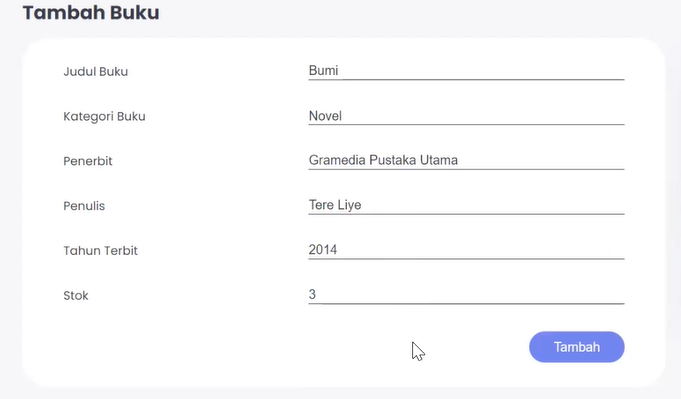 Tambah Buku
Judul Buku Bumi
Kategori Buku Novel
Penerbit Gramedia Pustaka Utama
Penulis Tere Liye
Tahun Terbit 2014
Stok 3
Tambah